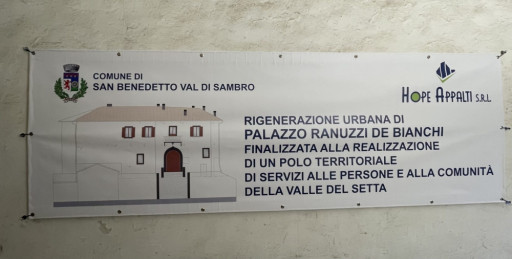 COMUNE DI
SAN BENEDETTO VAL DI SAMBRO
HOPE APPALTI S.R.L
RIGENERAZIONE URBANA DI
PALAZZO RANUZZI DE BIANCHI
FINALIZZATA ALLA REALIZZAZIONE
DI UN POLO TERRITORIALE
DI SERVIZI ALLE PERSONE E ALLA COMUNITÀ
DELLA VALLE DEL SETTA